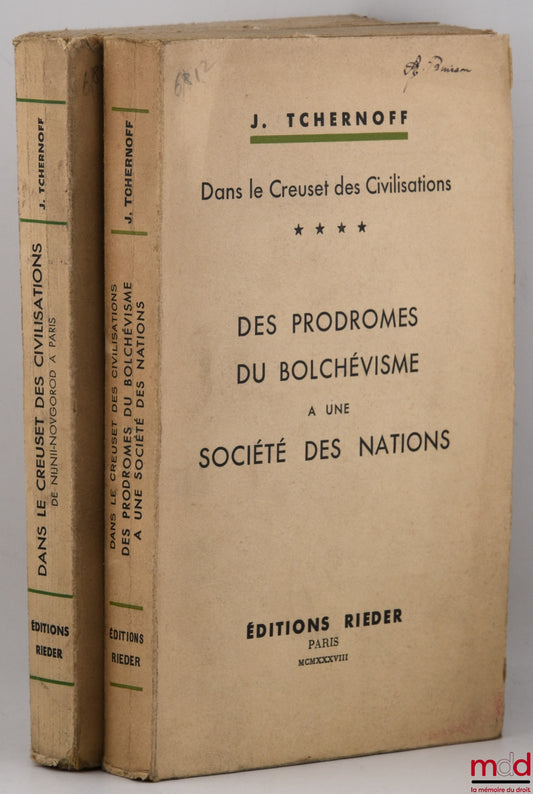 J. TCHERNOFF
DANS LE CREUSET DES CIVILISATIONS
DE NIJNII-NOVGOROD A PARIS
ÉDITIONS
RIEDER
J. TCHERNOFF
DANS LE CREUSET DES CIVILISATIONS
DES PRODROMES DU BOLCHÉVISME
A UNE SOCIÉTÉ DES NATIONS
ÉDITIONS
RIEDER
6812
J. TCHERNOFF
Dans le Creuset des Civilisations
★ ★ ★ ★
DES PRODROMES
DU BOLCHÉVISME
A UNE
SOCIÉTÉ DES NATIONS
ÉDITIONS RIEDER
PARIS
MCMXXXVIII
mdd
la mémoire du droit